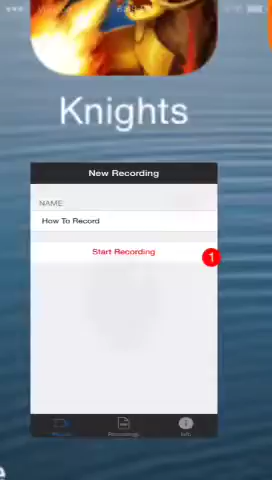 Knights
New Recording
NAME
How To Record
Start Recording
1
Recordings
Info
e